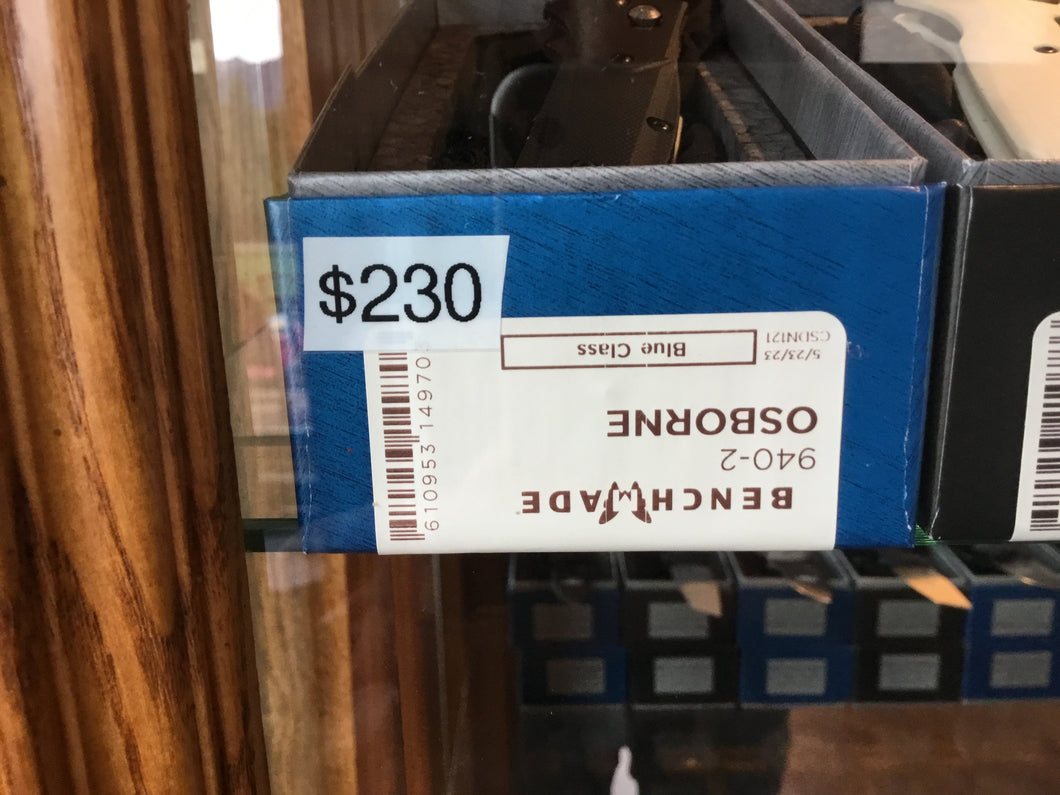 $230
BENCHMADE
940-2
OSBORNE
Blue Class
5/23/23
CSDN121
610953 14970